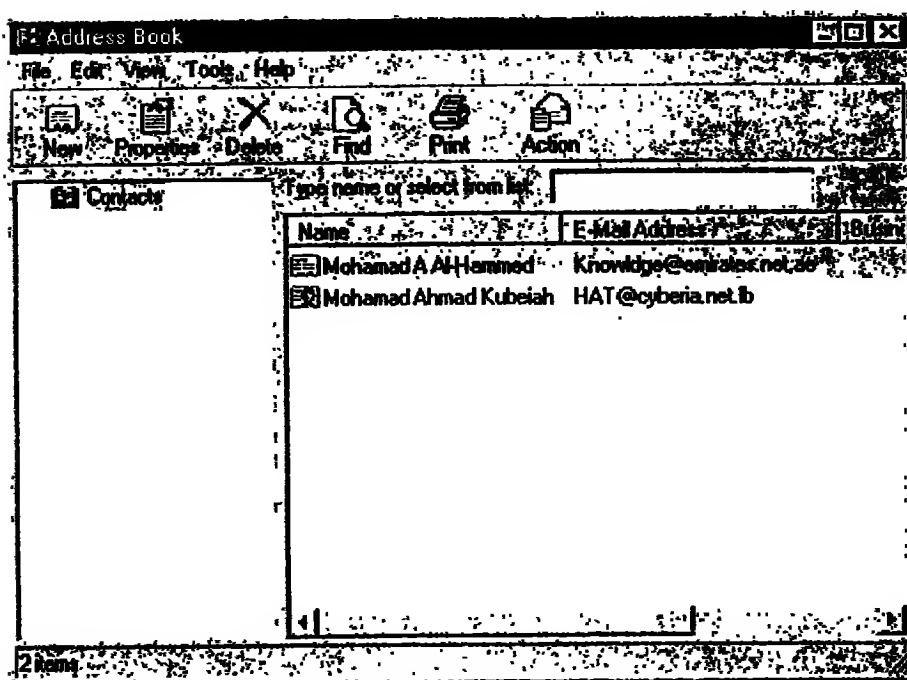 Address Book
File Edit View Tools Help
New Properties Delete Find Print Action
Contacts
Type name or select from list:
Name E-Mail Address Busin
Mohamad A Al-Hammed Knowldge@emirates.net.ae
Mohamad Ahmad Kubeiah HAT@cyberia.net.lb
2 items